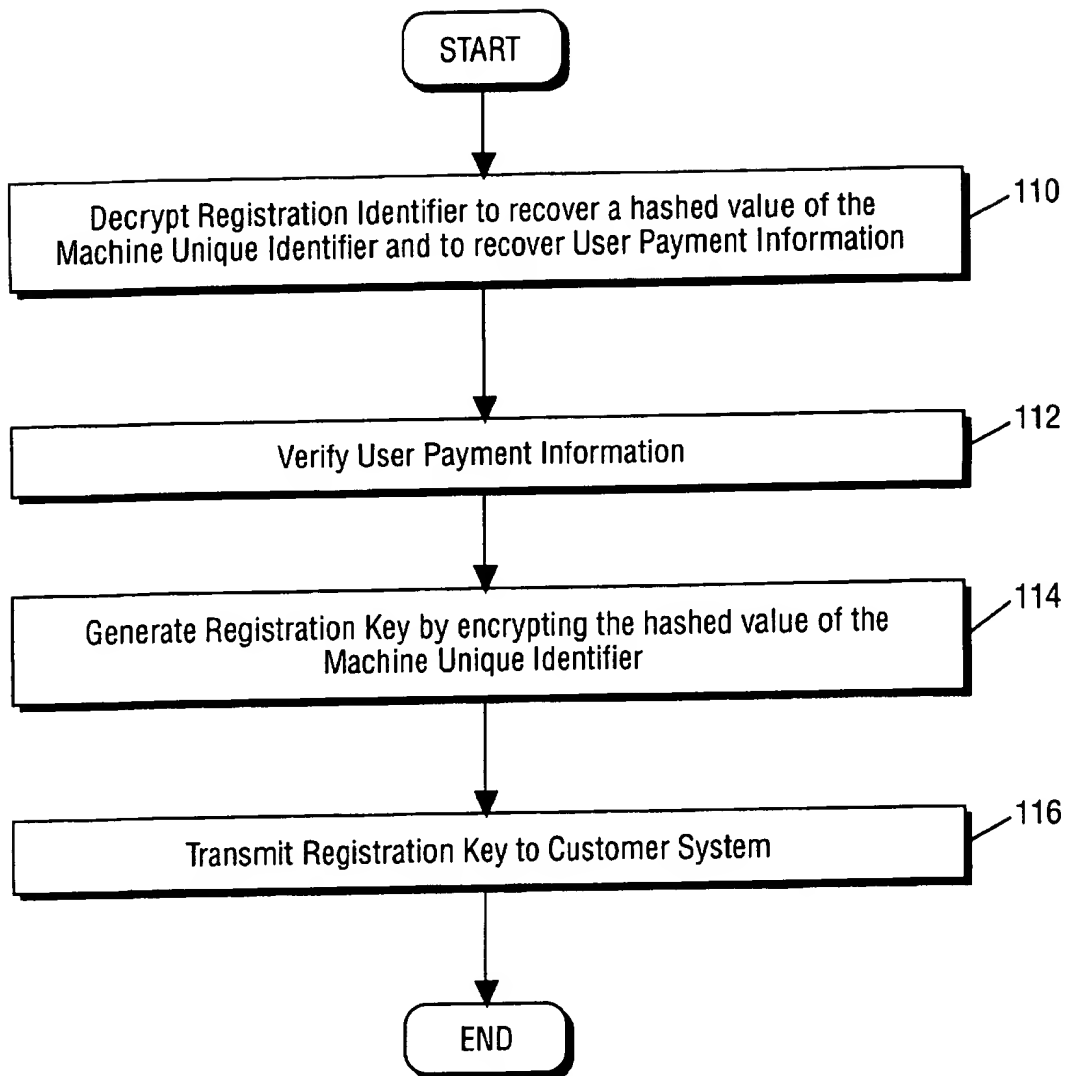 START
Decrypt Registration Identifier to recover a hashed value of the
Machine Unique Identifier and to recover User Payment Information
110
Verify User Payment Information
112
Generate Registration Key by encrypting the hashed value of the
Machine Unique Identifier
114
Transmit Registration Key to Customer System
116
END